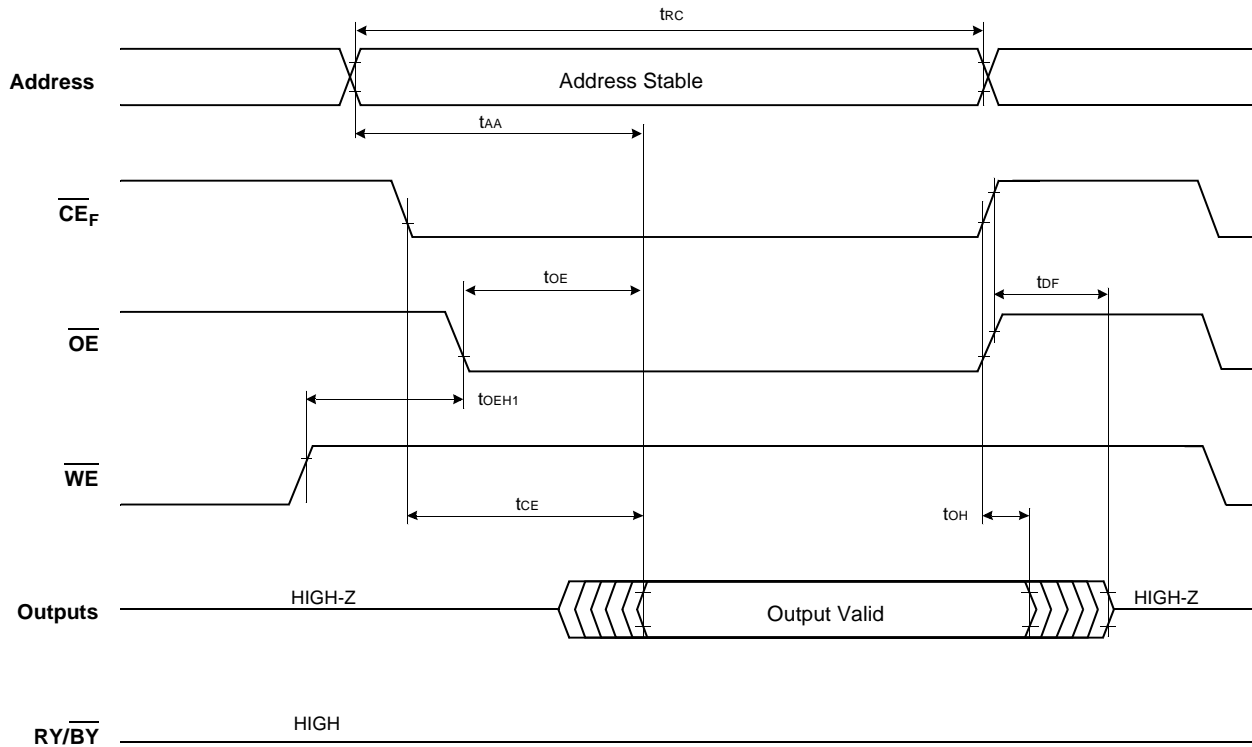 tRC
Address
Address Stable
tAA
CEF
tOE
tDF
OE
tOEH1
WE
tCE
tOH
Outputs
HIGH-Z
Output Valid
HIGH-Z
RY/BY
HIGH